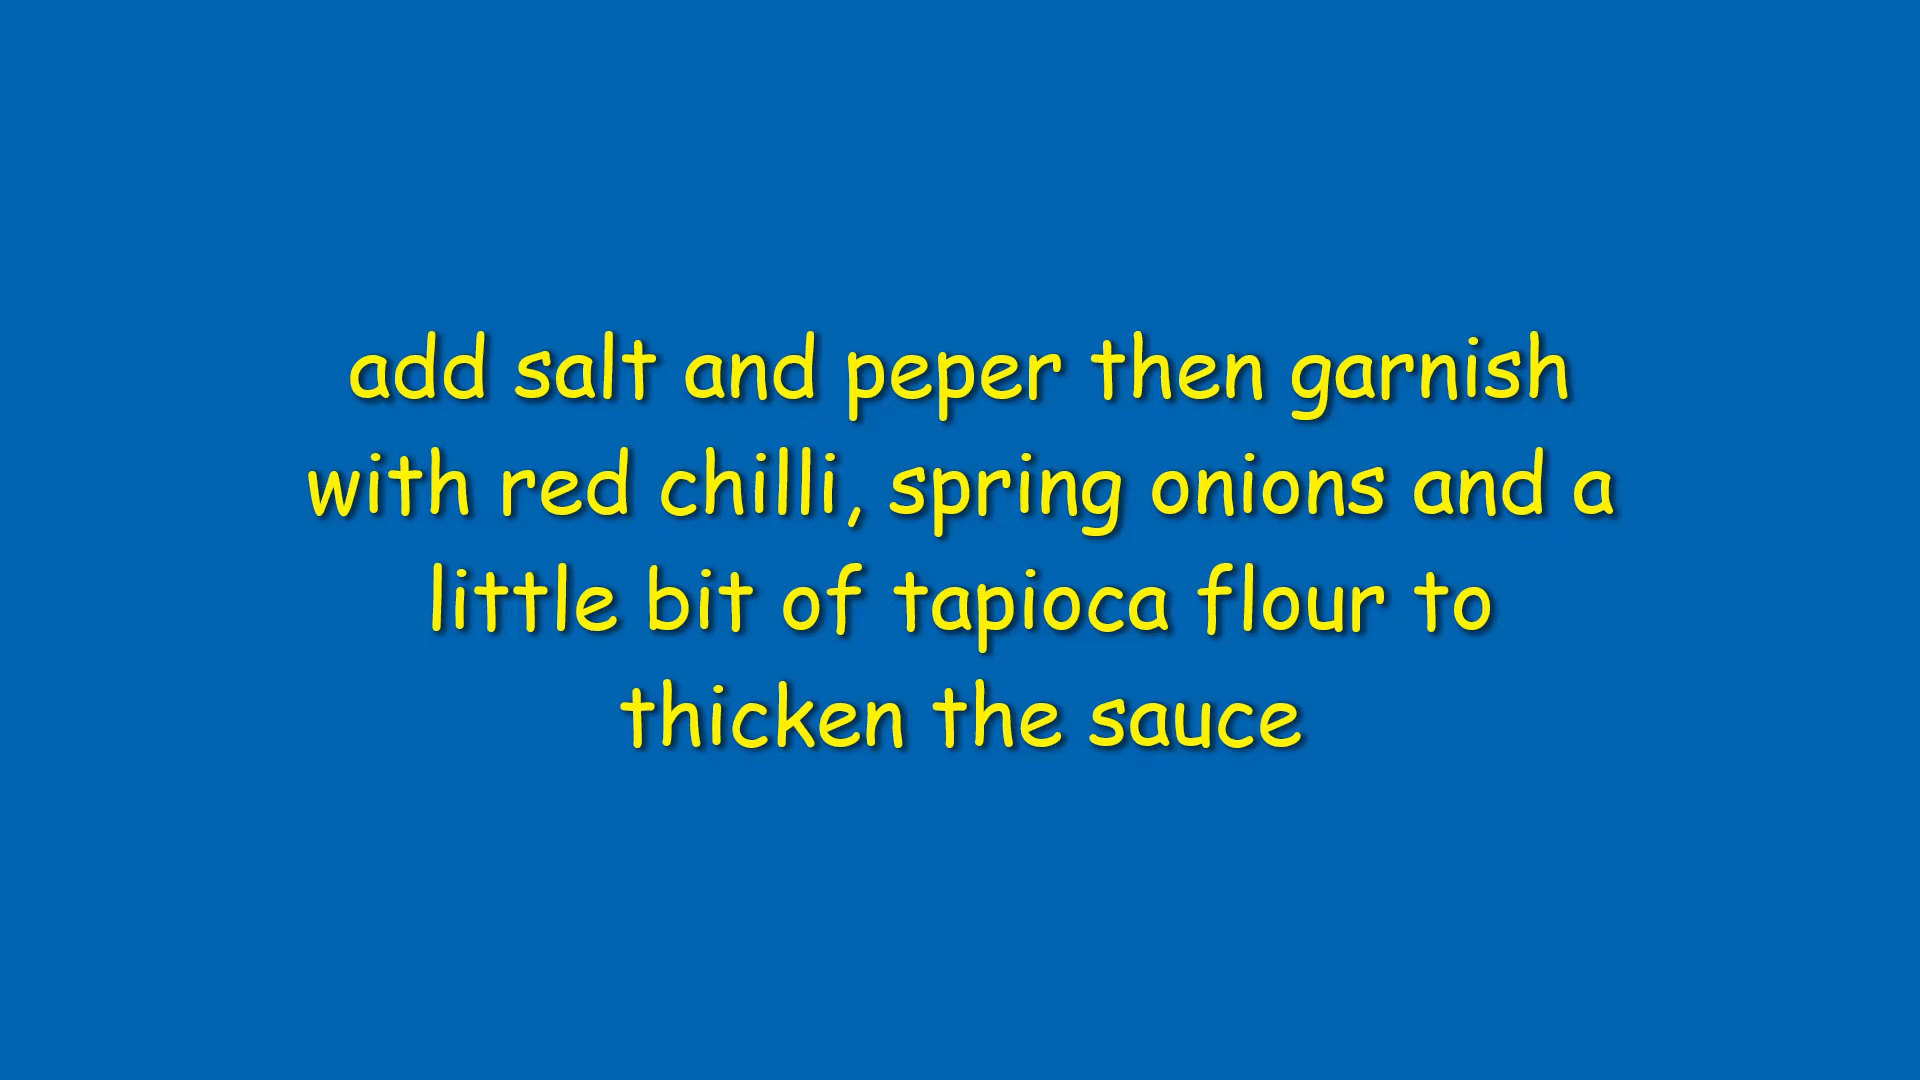 add salt and peper then garnish
with red chilli, spring onions and a
little bit of tapioca flour to
thicken the sauce